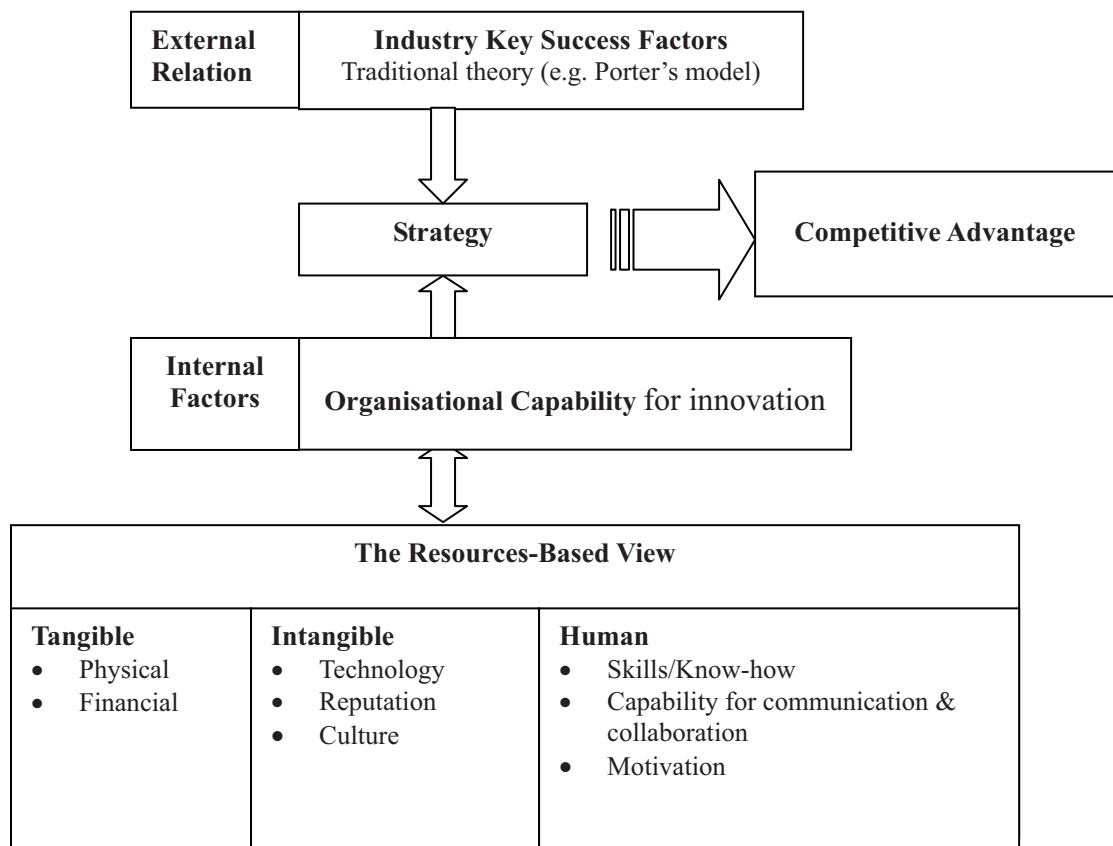 External
Relation
Industry Key Success Factors
Traditional theory (e.g. Porter’s model)
Strategy
Competitive Advantage
Internal
Factors
Organisational Capability for innovation
The Resources-Based View
Tangible
• Physical
• Financial
Intangible
• Technology
• Reputation
• Culture
Human
• Skills/Know-how
• Capability for communication &
collaboration
• Motivation